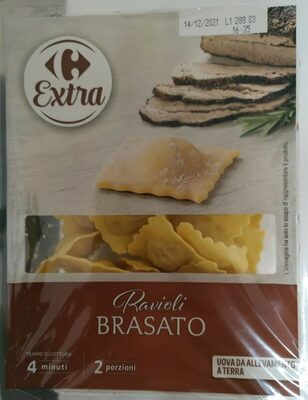 14/12/2021 L1 288 03
16:35
Extra
L'immagine ha solo lo scopo di rappresentare il prodotto.
Ravioli
BRASATO
TEMPO DI COTTURA
4 minuti
2 porzioni
UOVA DA ALLEVAMENTO
A TERRA